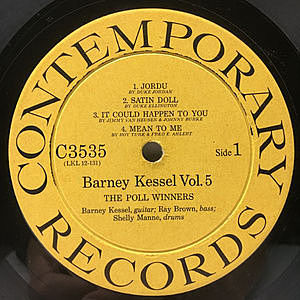 CONTEMPORARY
1. JORDU
BY DUKE JORDAN
2. SATIN DOLL
BY DUKE ELLINGTON
3. IT COULD HAPPEN TO YOU
BY JIMMY VAN HEUSEN & JOHNNY BURKE
4. MEAN TO ME
BY ROY TURK & FRED E. AHLERT
C3535
(LKL 12-131)
Side 1
Barney Kessel Vol. 5
THE POLL WINNERS
Barney Kessel, guitar; Ray Brown, bass;
Shelly Manne, drums
RECORDS